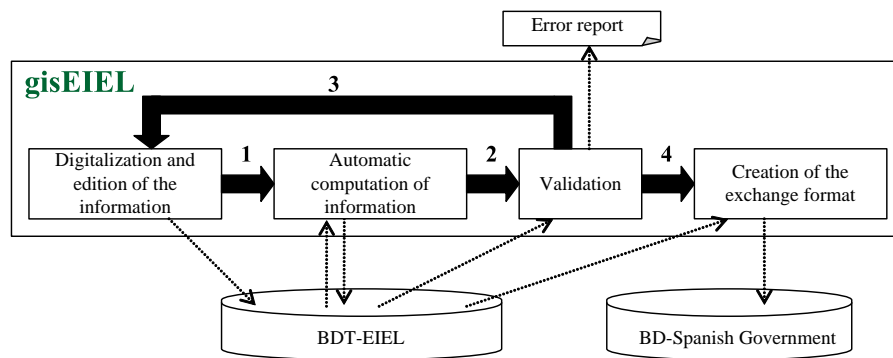 Error report
gisEIEL
3
Digitalization and
edition of the
information
1
Automatic
computation of
information
2
Validation
4
Creation of the
exchange format
BDT-EIEL
BD-Spanish Government